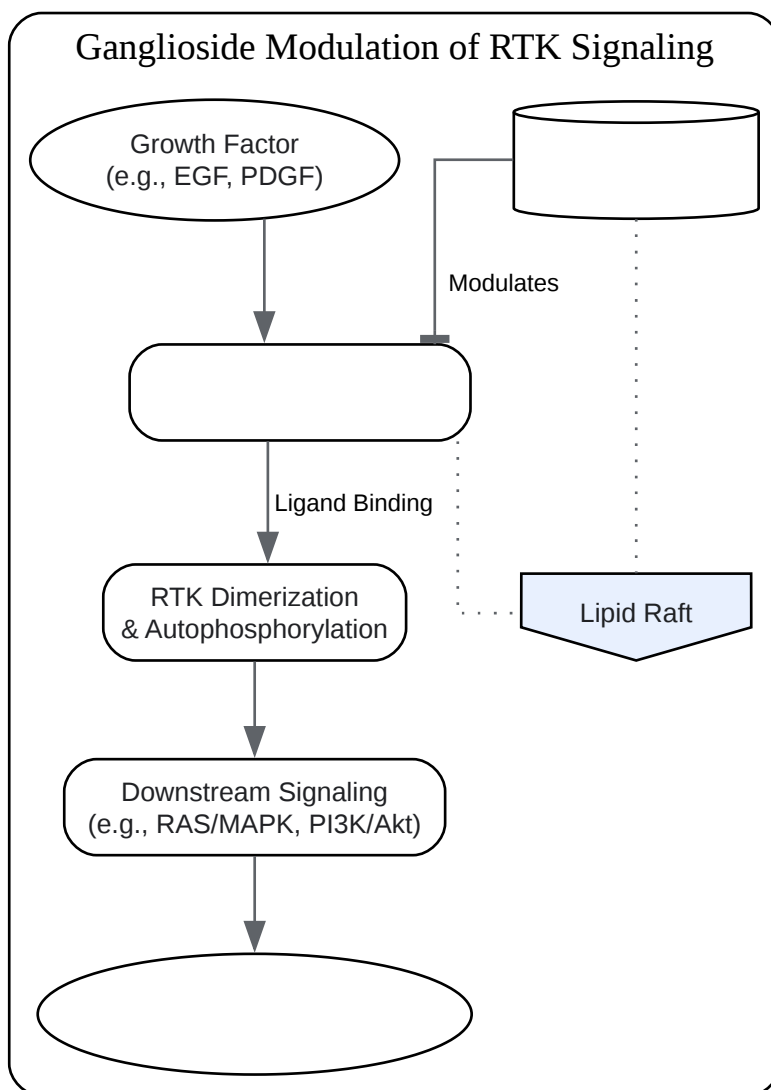 Ganglioside Modulation of RTK Signaling
Growth Factor
(e.g., EGF, PDGF)
Modulates
Ligand Binding
RTK Dimerization
& Autophosphorylation
Lipid Raft
Downstream Signaling
(e.g., RAS/MAPK, PI3K/Akt)